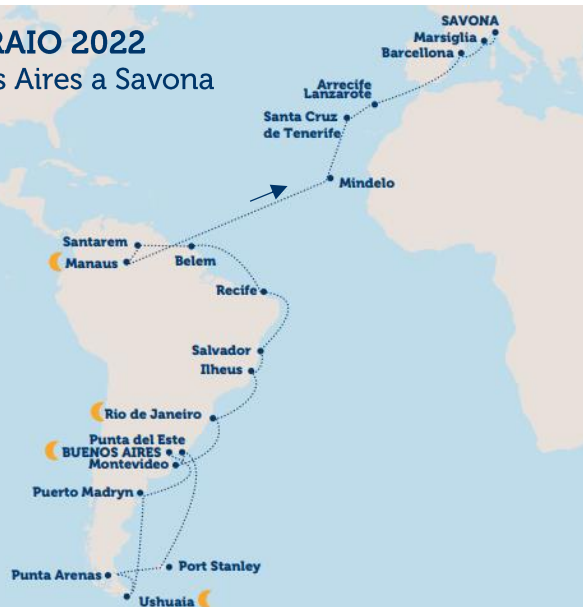 RAIO 2022
s Aires a Savona
SAVONA
Marsiglia
Barcellona
Arrecife
Lanzarote
Santa Cruz
de Tenerife
Mindelo
Santarem
Manaus
Belem
Recife
Salvador
Ilheus
Rio de Janeiro
Punta del Este
BUENOS AIRES
Montevideo
Puerto Madryn
Port Stanley
Punta Arenas
Ushuaia